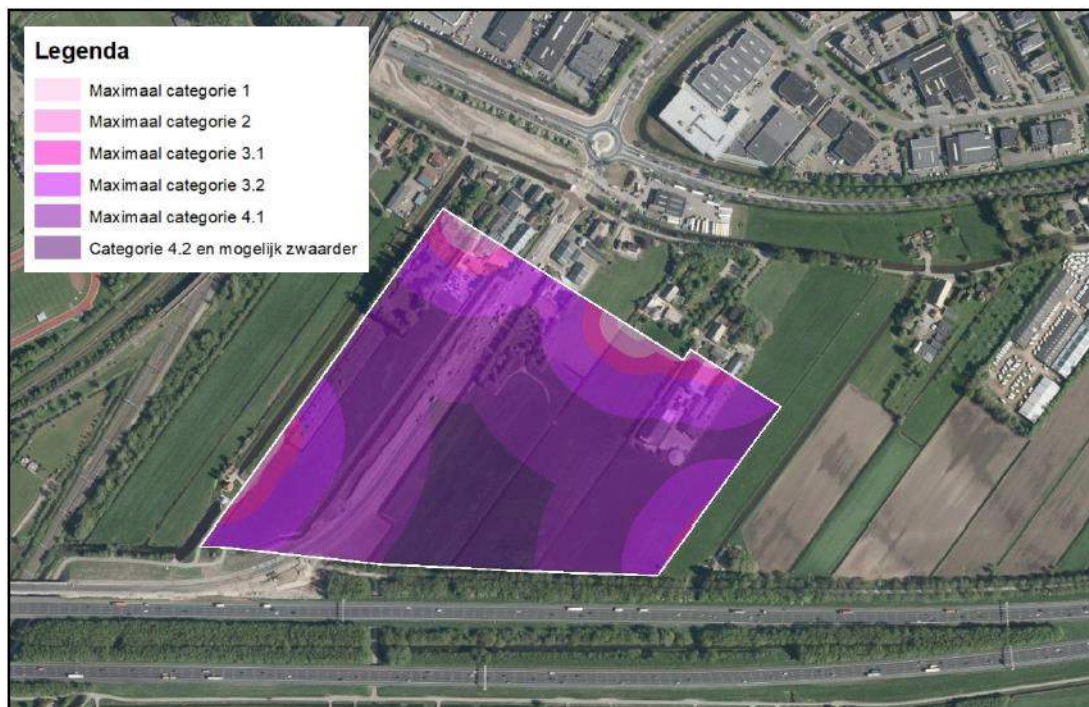 Legenda
Maximaal categorie 1
Maximaal categorie 2
Maximaal categorie 3.1
Maximaal categorie 3.2
Maximaal categorie 4.1
Categorie 4.2 en mogelijk zwaarder